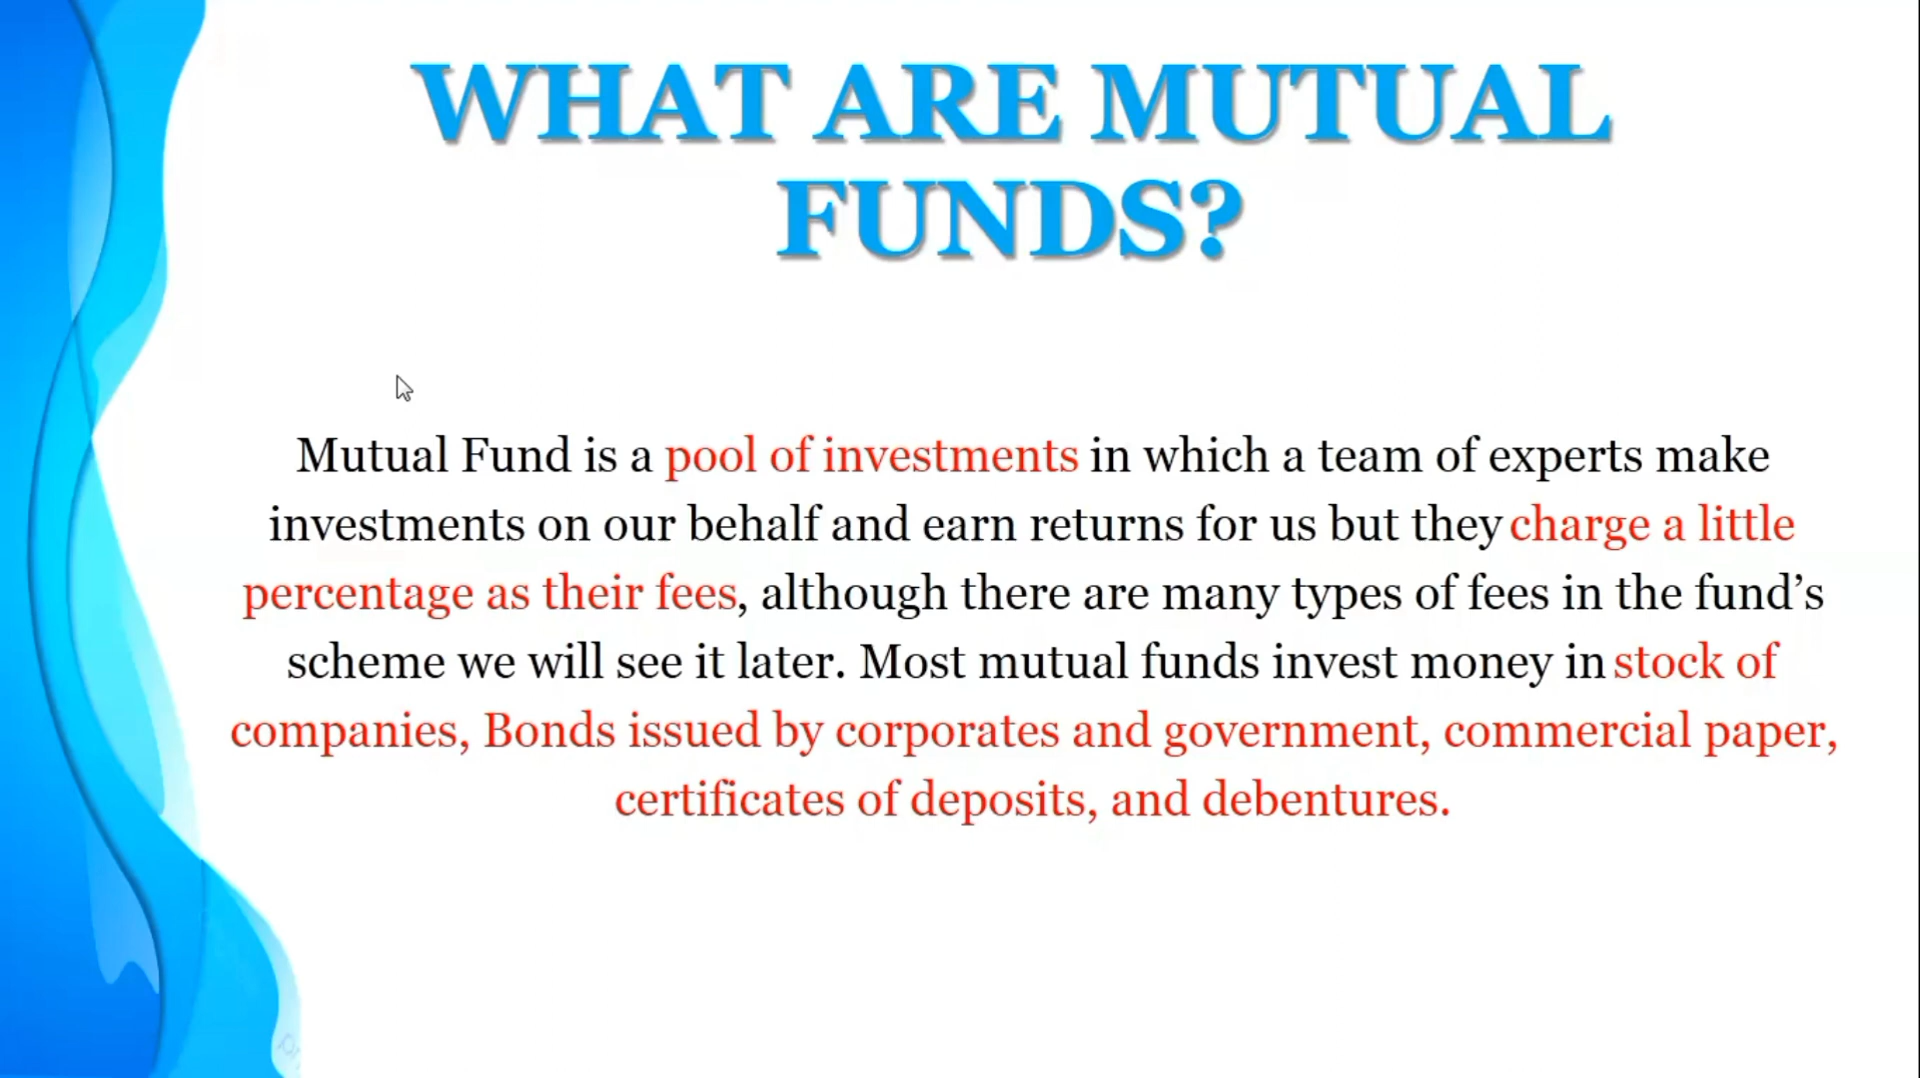 WHAT ARE MUTUAL
FUNDS?
Mutual Fund is a pool of investments in which a team of experts make
investments on our behalf and earn returns for us but they charge a little
percentage as their fees, although there are many types of fees in the fund’s
scheme we will see it later. Most mutual funds invest money in stock of
companies, Bonds issued by corporates and government, commercial paper,
certificates of deposits, and debentures.